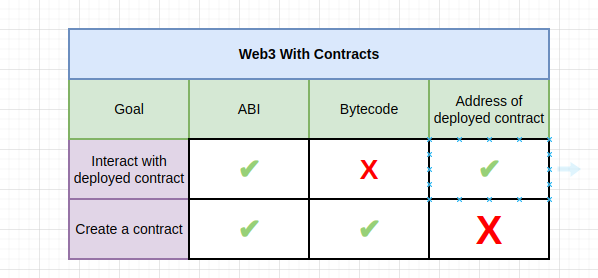 Web3 With Contracts
Goal
ABI
Bytecode
Address of
deployed contract
Interact with
deployed contract
✔
X
✔
Create a contract
✔
✔
X